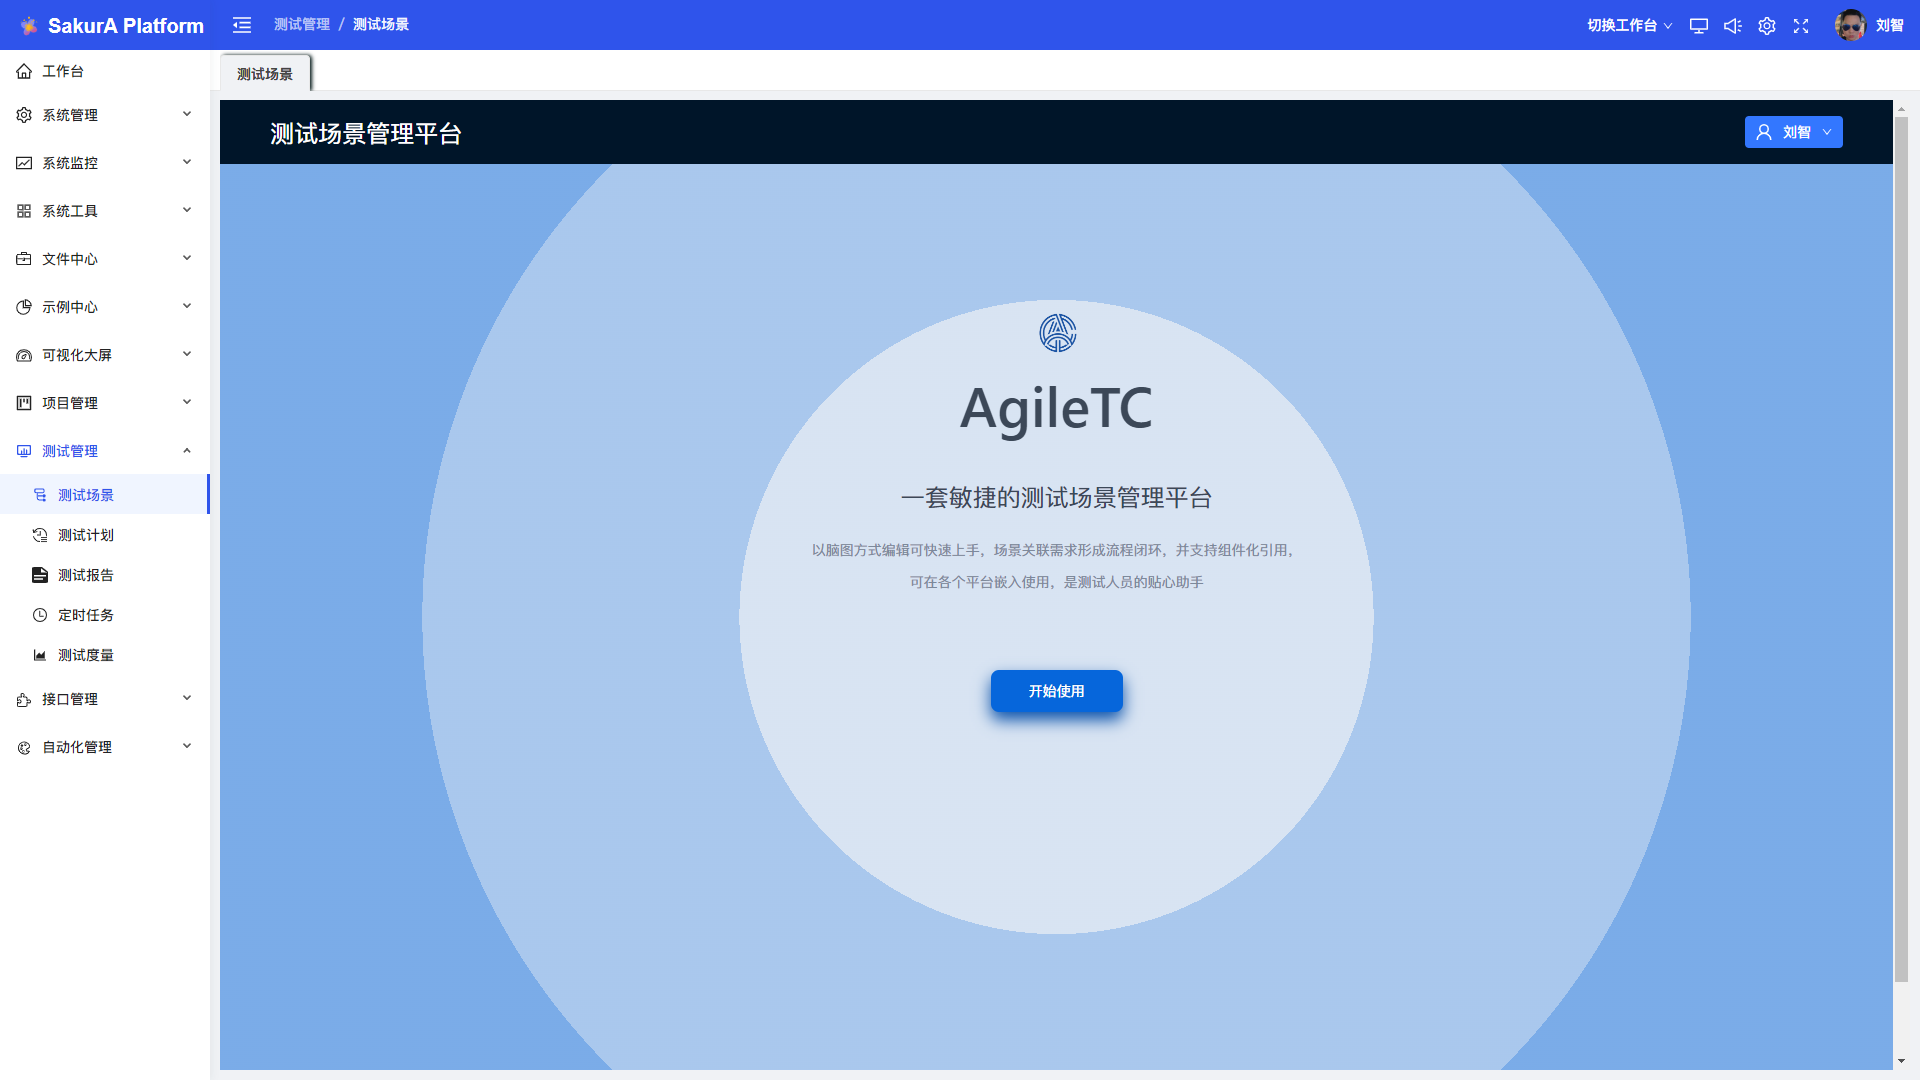 SakurA Platform
测试管理 / 测试场景
切换工作台
刘智
工作台
系统管理
系统监控
系统工具
文件中心
示例中心
可视化大屏
项目管理
测试管理
测试场景
测试计划
测试报告
定时任务
测试度量
接口管理
自动化管理
测试场景
测试场景管理平台
刘智
AgileTC
一套敏捷的测试场景管理平台
以脑图方式编辑可快速上手，场景关联需求形成流程闭环，并支持组件化引用，
可在各个平台嵌入使用，是测试人员的贴心助手
开始使用